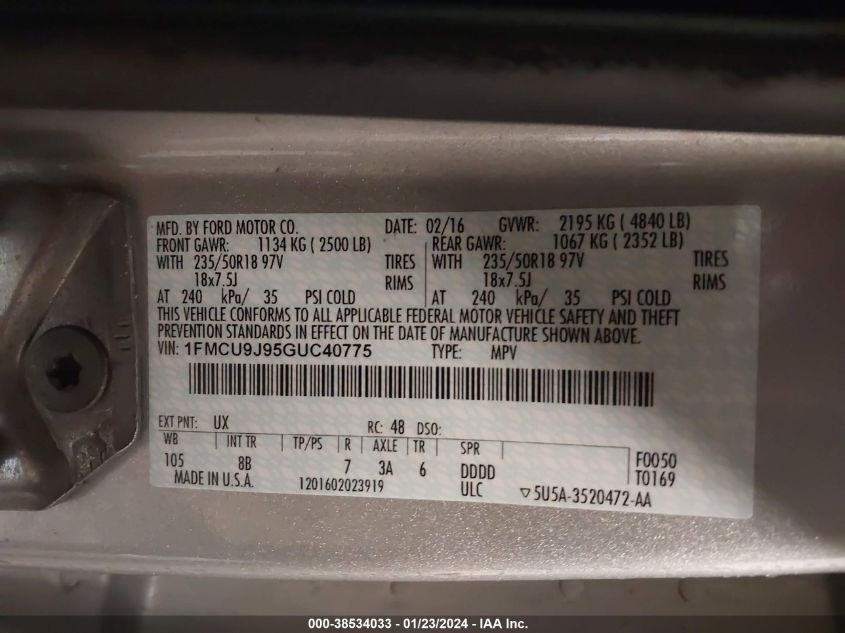 MFD. BY FORD MOTOR CO. DATE: 02/16 GVWR: 2195 KG ( 4840 LB)
FRONT GAWR: 1134 KG ( 2500 LB) REAR GAWR: 1067 KG ( 2352 LB)
WITH 235/50R18 97V TIRES WITH 235/50R18 97V TIRES
18x7.5J RIMS 18x7.5J RIMS
AT 240 kPa/ 35 PSI COLD AT 240 kPa/ 35 PSI COLD
THIS VEHICLE CONFORMS TO ALL APPLICABLE FEDERAL MOTOR VEHICLE SAFETY AND THEFT
PREVENTION STANDARDS IN EFFECT ON THE DATE OF MANUFACTURE SHOWN ABOVE.
VIN: 1FMCU9J95GUC40775 TYPE: MPV
EXT PNT: UX RC: 48 DSO:
WB INT TR TP/PS R AXLE TR SPR
105 8B 7 3A 6 DDDD F0050
MADE IN U.S.A. 1201602023919 ULC T0169
▽5U5A-3520472-AA
000-38534033 - 01/23/2024 - IAA Inc.